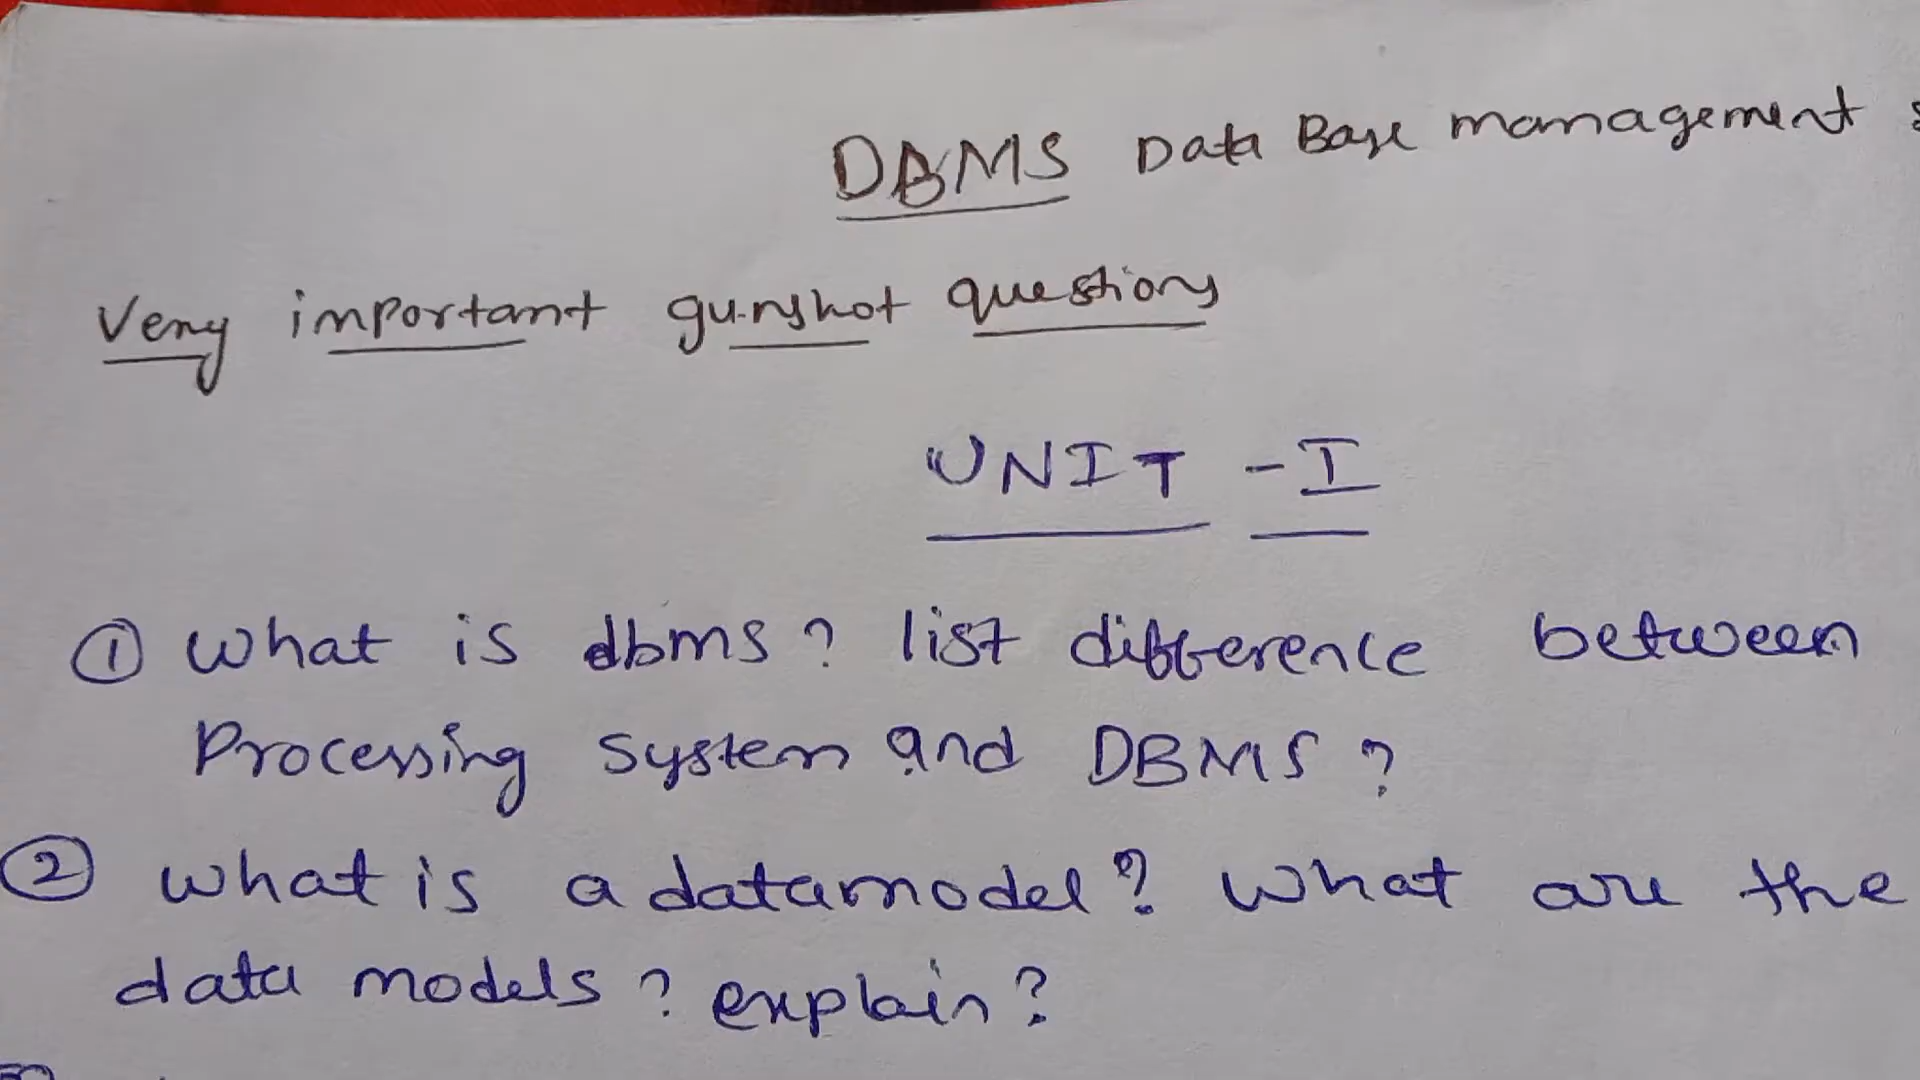 DBMS Data Base management
Very important gunshot questions
UNIT - I
① what is dbms? list difference between
Processing system and DBMS?
② what is a datamodel? what are the
data models? explain?